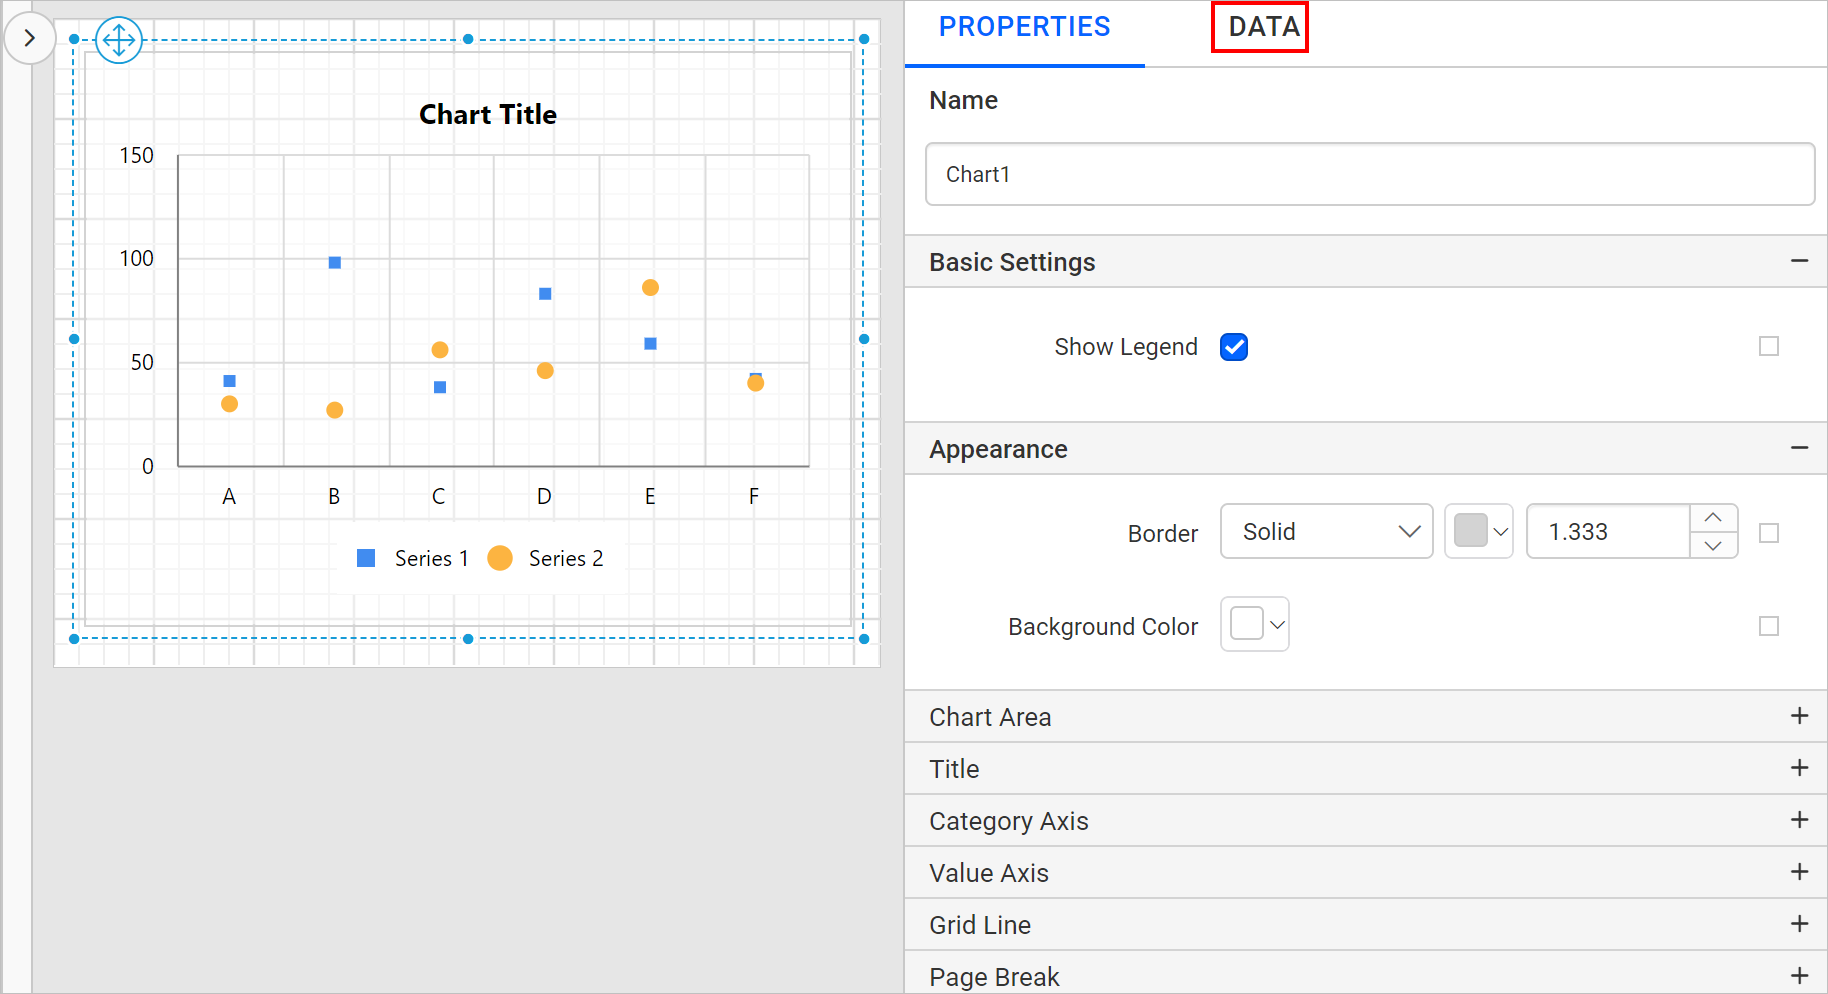 Chart Title
150
100
50
0
A B C D E F
Series 1 Series 2
PROPERTIES DATA
Name
Chart1
Basic Settings
Show Legend
Appearance
Border Solid 1.333
Background Color
Chart Area
Title
Category Axis
Value Axis
Grid Line
Page Break